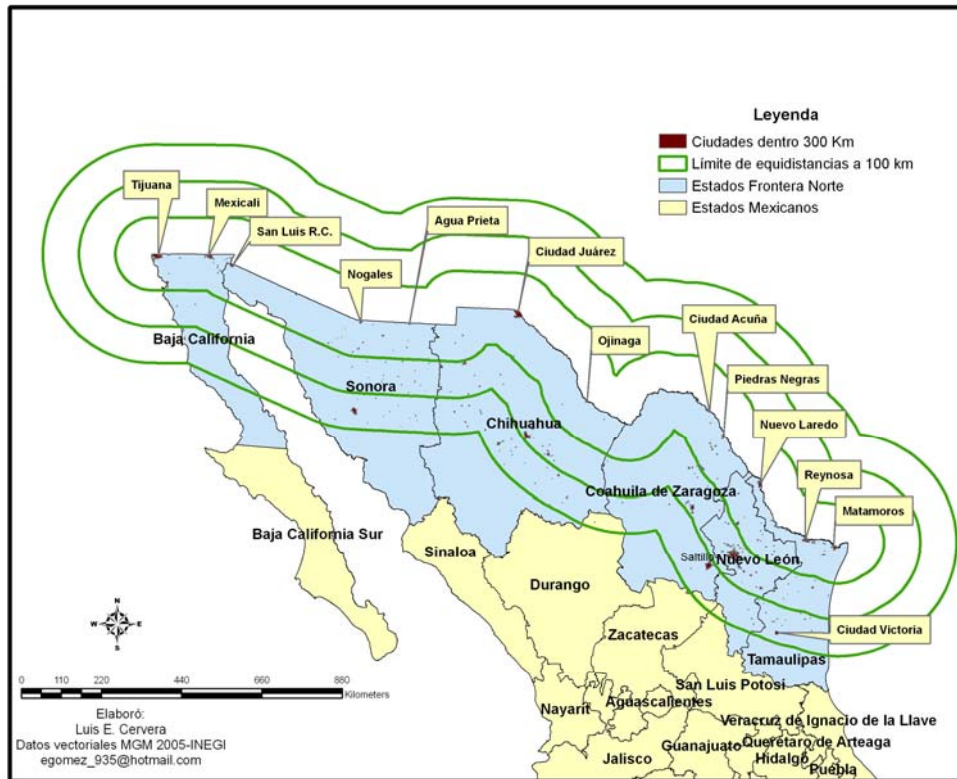 Leyenda
Ciudades dentro 300 Km
Límite de equidistancias a 100 km
Estados Frontera Norte
Estados Mexicanos
Tijuana
Mexicali
San Luis R.C.
Agua Prieta
Nogales
Ciudad Juárez
Ojinaga
Ciudad Acuña
Piedras Negras
Nuevo Laredo
Reynosa
Matamoros
Baja California
Sonora
Chihuahua
Coahuila de Zaragoza
Baja California Sur
Sinaloa
Saltillo
Nuevo León
Durango
Zacatecas
Ciudad Victoria
Tamaulipas
San Luis Potosi
Nayarit
Aguascalientes
Veracruz de Ignacio de la Llave
Guanajuato
Querétaro de Arteaga
Jalisco
Hidalgo
Puebla
N
W
E
S
0 110 220 440 660 880
Kilometers
Elaboró:
Luis E. Cervera
Datos vectoriales MGM 2005-INEGI
egomez_935@hotmail.com